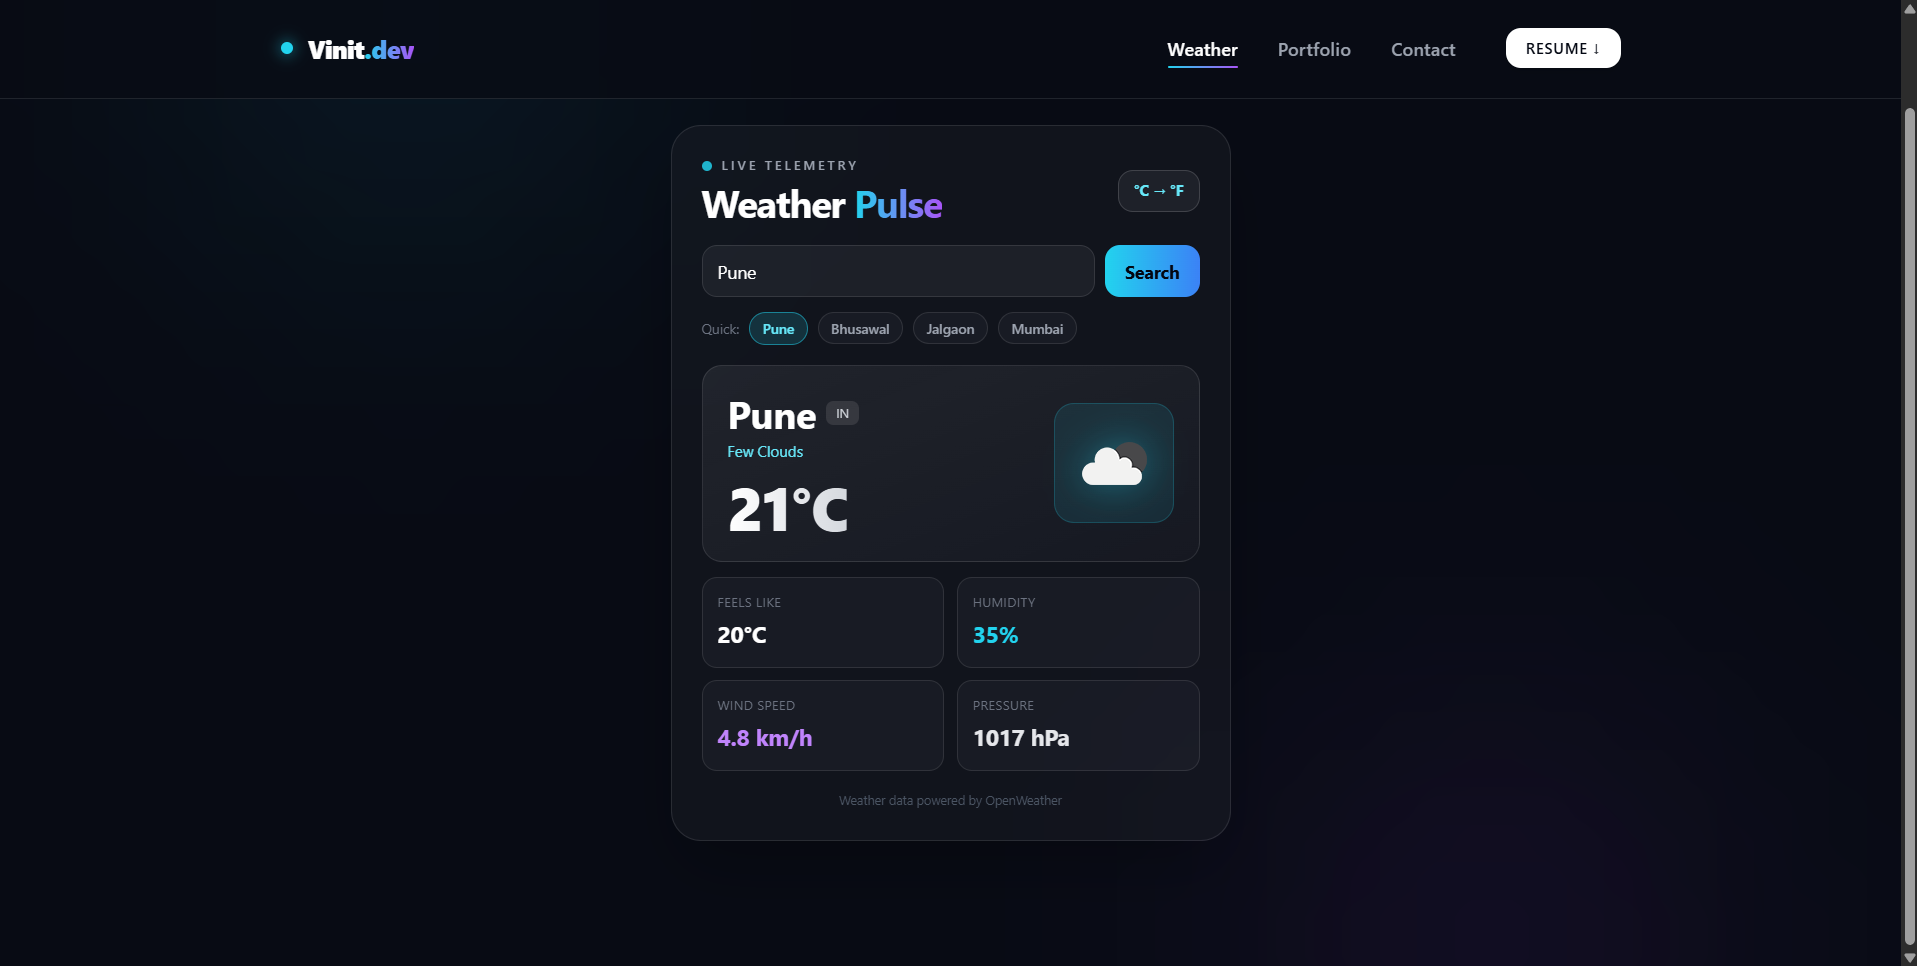 Vinit.dev
Weather
Portfolio
Contact
RESUME ↓
LIVE TELEMETRY
Weather Pulse
°C → °F
Pune
Search
Quick:
Pune
Bhusawal
Jalgaon
Mumbai
Pune IN
Few Clouds
21°C
FEELS LIKE
20°C
HUMIDITY
35%
WIND SPEED
4.8 km/h
PRESSURE
1017 hPa
Weather data powered by OpenWeather